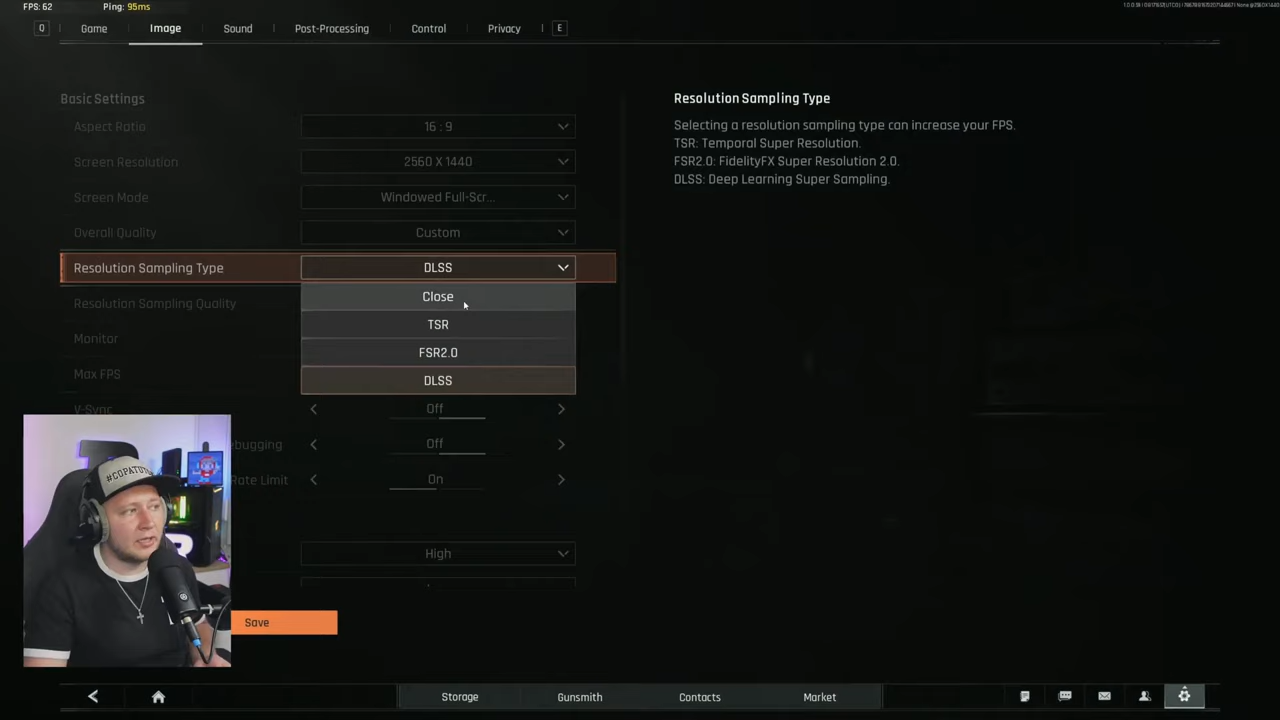 FPS: 62
Ping: 95ms
Q
Game
Image
Sound
Post-Processing
Control
Privacy
E
Basic Settings
Aspect Ratio
16 : 9
Screen Resolution
2560 X 1440
Screen Mode
Windowed Full-Scr...
Overall Quality
Custom
Resolution Sampling Type
DLSS
Close
Resolution Sampling Quality
TSR
Monitor
FSR2.0
Max FPS
DLSS
V-Sync
Off
ebugging
Off
Rate Limit
On
High
Save
Resolution Sampling Type
Selecting a resolution sampling type can increase your FPS.
TSR: Temporal Super Resolution.
FSR2.0: FidelityFX Super Resolution 2.0.
DLSS: Deep Learning Super Sampling.
Storage
Gunsmith
Contacts
Market